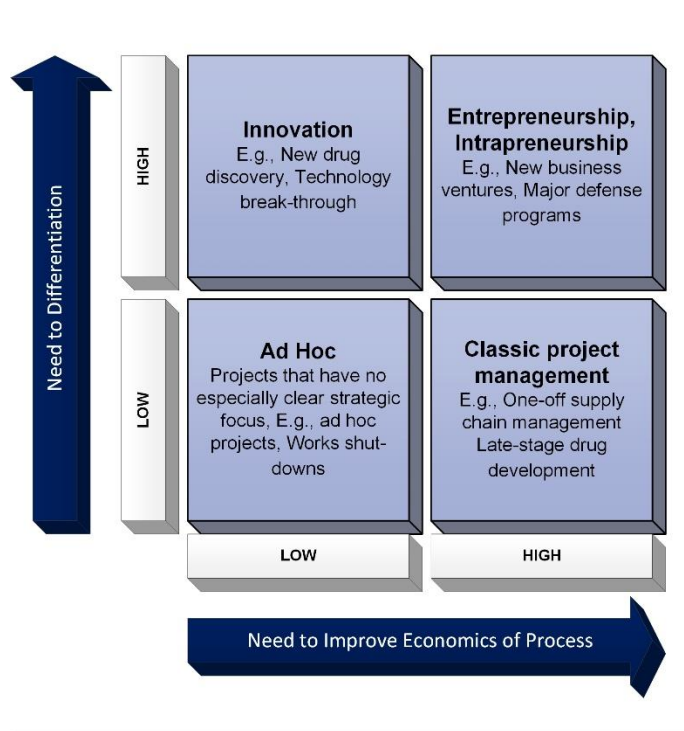 Need to Differentiation
HIGH
Innovation
E.g., New drug
discovery, Technology
break-through
Entrepreneurship,
Intrapreneurship
E.g., New business
ventures, Major defense
programs
LOW
Ad Hoc
Projects that have no
especially clear strategic
focus, E.g., ad hoc
projects, Works shut-
downs
Classic project
management
E.g., One-off supply
chain management
Late-stage drug
development
LOW
HIGH
Need to Improve Economics of Process